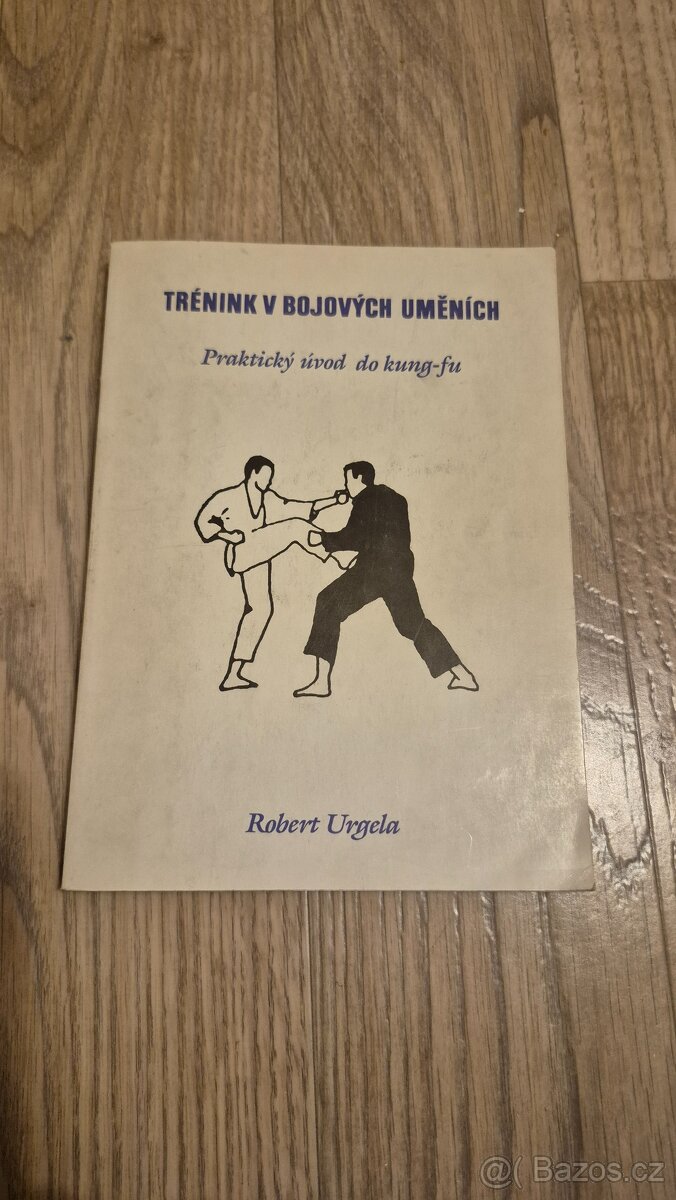 TRÉNINK V BOJOVÝCH UMĚNÍCH
Praktický úvod do kung-fu
Robert Urgela
@( Bazos.cz